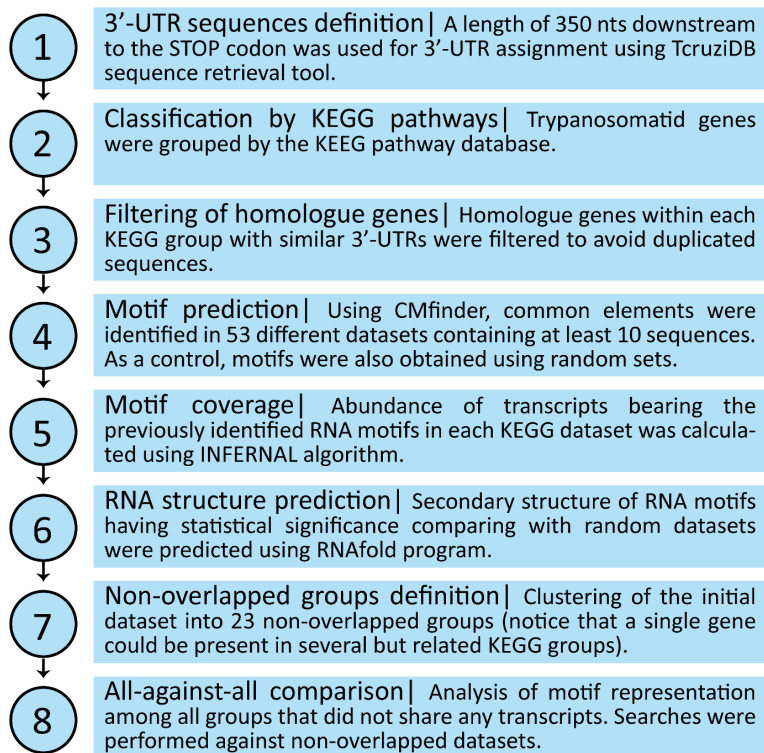 1
3’-UTR sequences definition| A length of 350 nts downstream
to the STOP codon was used for 3’-UTR assignment using TcruziDB
sequence retrieval tool.
2
Classification by KEGG pathways| Trypanosomatid genes
were grouped by the KEEG pathway database.
3
Filtering of homologue genes| Homologue genes within each
KEGG group with similar 3’-UTRs were filtered to avoid duplicated
sequences.
4
Motif prediction| Using CMfinder, common elements were
identified in 53 different datasets containing at least 10 sequences.
As a control, motifs were also obtained using random sets.
5
Motif coverage| Abundance of transcripts bearing the
previously identified RNA motifs in each KEGG dataset was calcula-
ted using INFERNAL algorithm.
6
RNA structure prediction| Secondary structure of RNA motifs
having statistical significance comparing with random datasets
were predicted using RNAfold program.
7
Non-overlapped groups definition| Clustering of the initial
dataset into 23 non-overlapped groups (notice that a single gene
could be present in several but related KEGG groups).
8
All-against-all comparison| Analysis of motif representation
among all groups that did not share any transcripts. Searches were
performed against non-overlapped datasets.